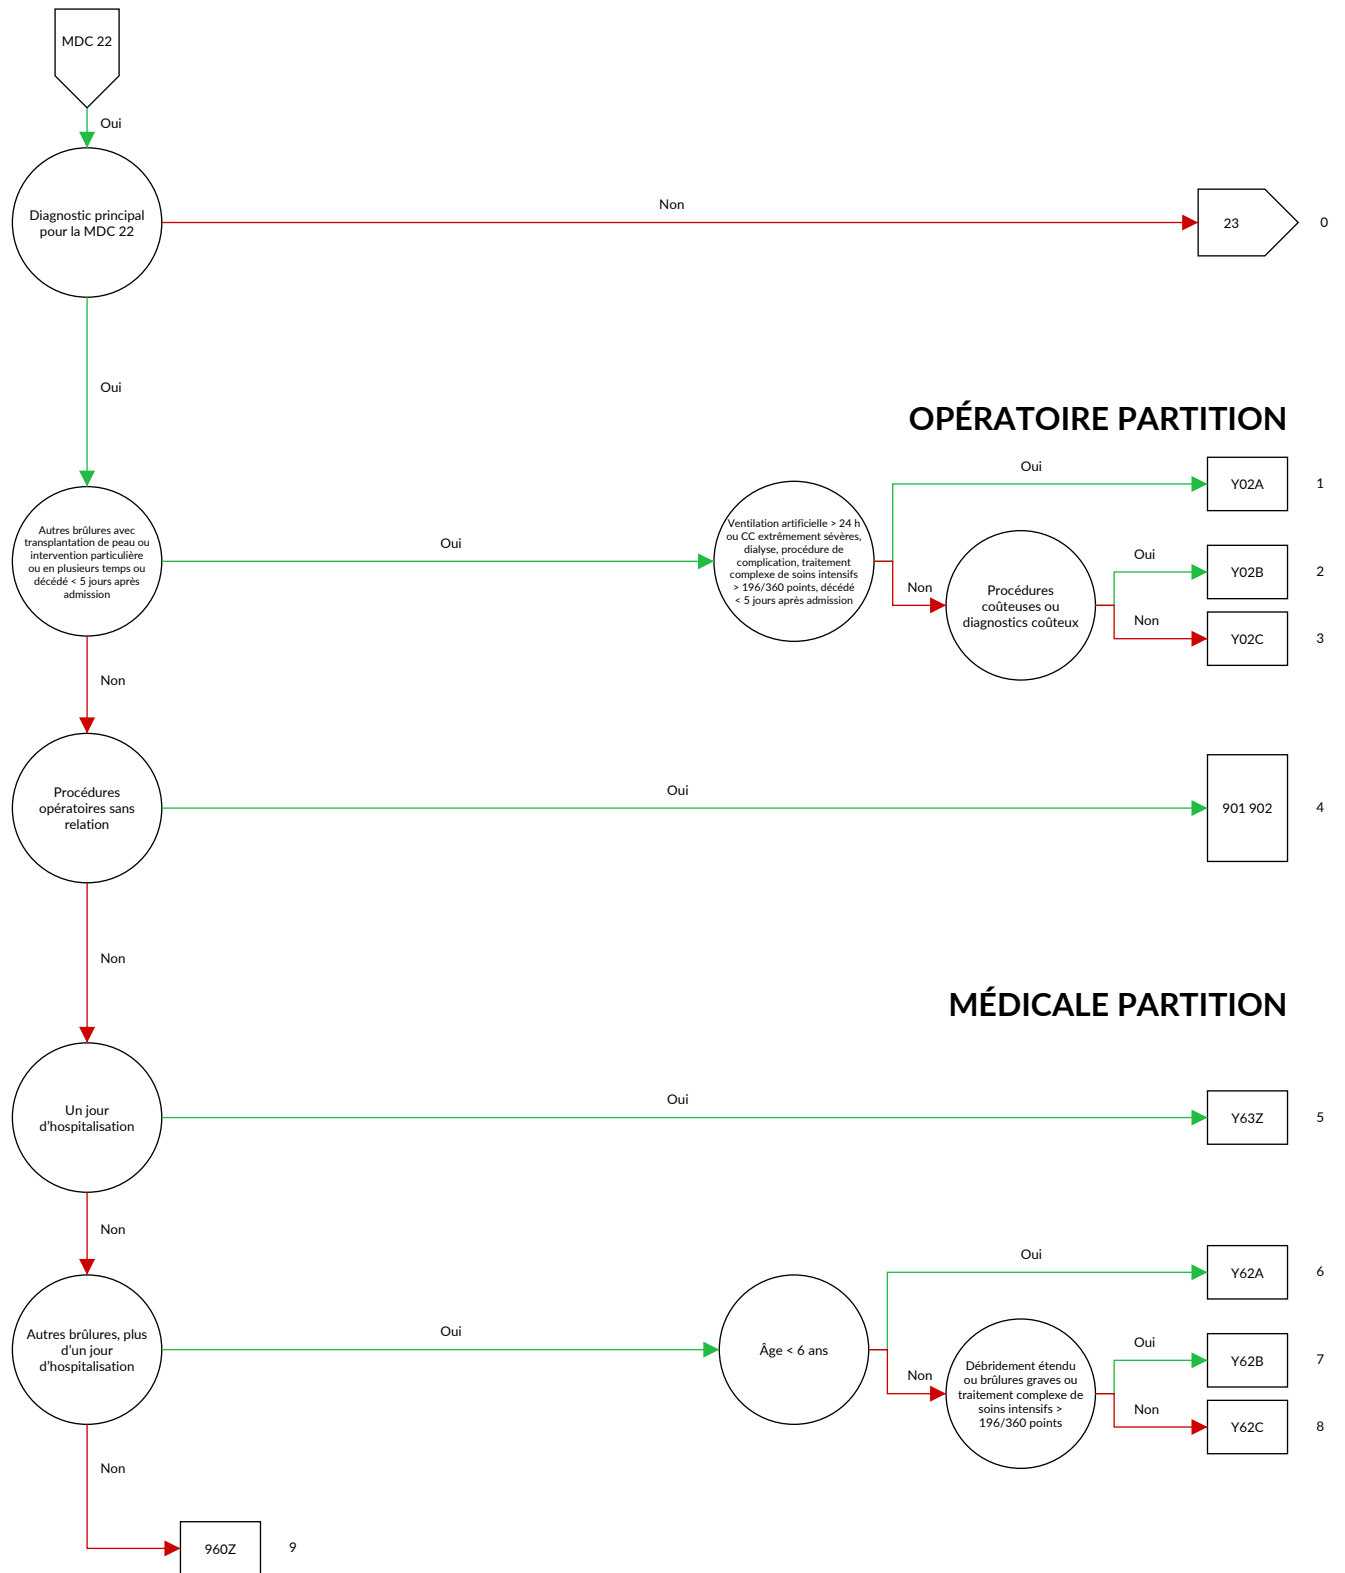 MDC 22
Oui
Diagnostic principal
pour la MDC 22
Non
23
0
Oui
OPÉRATOIRE PARTITION
Autres brûlures avec
transplantation de peau ou
intervention particulière
ou en plusieurs temps ou
décédé < 5 jours après
admission
Oui
Ventilation artificielle > 24 h
ou CC extrêmement sévères,
dialyse, procédure de
complication, traitement
complexe de soins intensifs
> 196/360 points, décédé
< 5 jours après admission
Oui
Y02A
1
Non
Procédures
coûteuses ou
diagnostics coûteux
Oui
Y02B
2
Non
Y02C
3
Non
Procédures
opératoires sans
relation
Oui
901 902
4
Non
MÉDICALE PARTITION
Un jour
d'hospitalisation
Oui
Y63Z
5
Non
Autres brûlures, plus
d'un jour
d'hospitalisation
Oui
Âge < 6 ans
Oui
Y62A
6
Non
Débridement étendu
ou brûlures graves ou
traitement complexe de
soins intensifs >
196/360 points
Oui
Y62B
7
Non
Y62C
8
Non
960Z
9